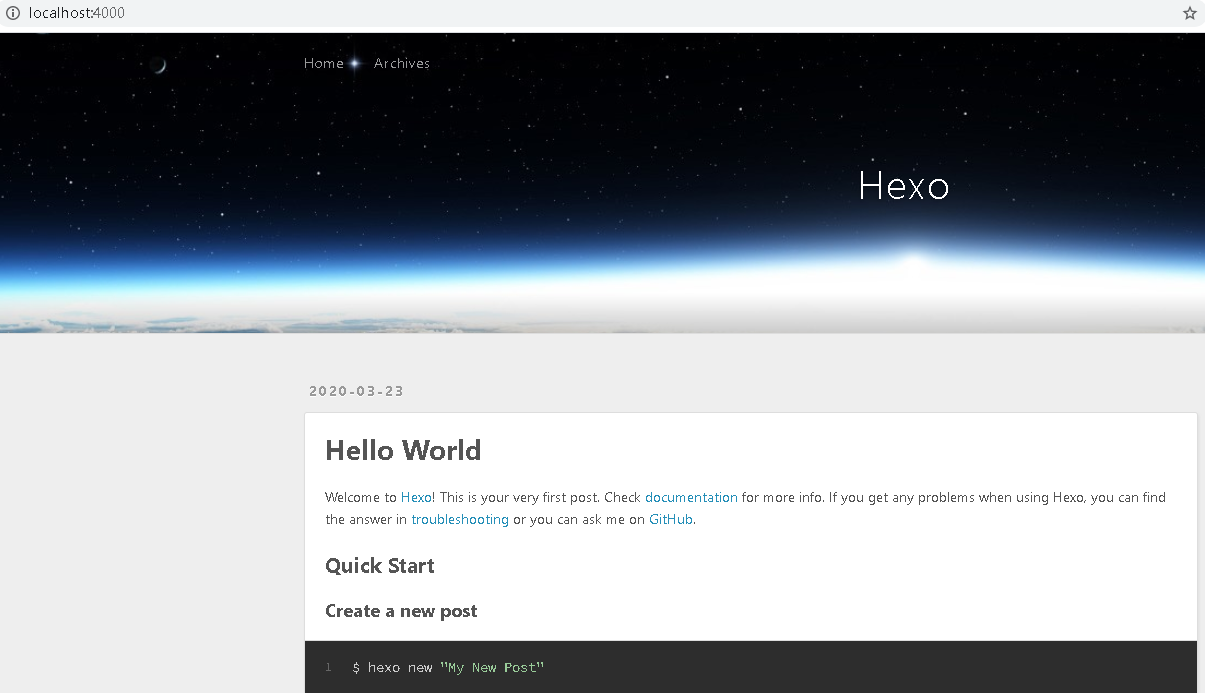 localhost:4000
Home Archives
Hexo
2020-03-23
Hello World
Welcome to Hexo! This is your very first post. Check documentation for more info. If you get any problems when using Hexo, you can find
the answer in troubleshooting or you can ask me on GitHub.
Quick Start
Create a new post
1 $ hexo new "My New Post"